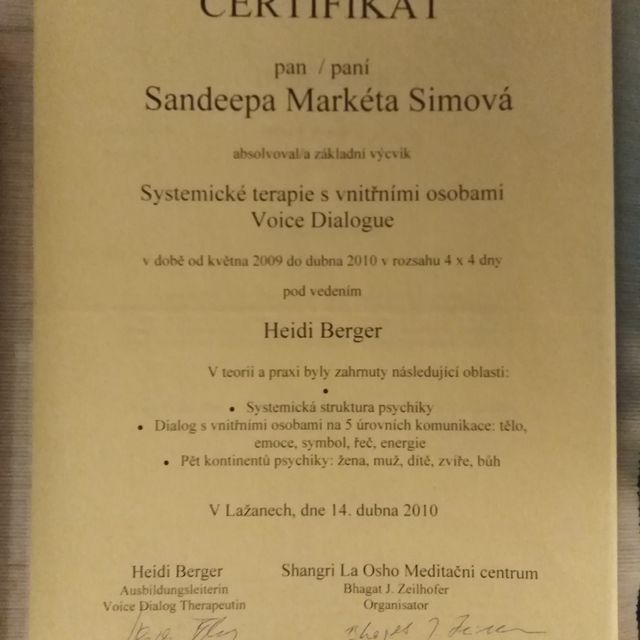 CERTIFIKÁT
pan / paní
Sandeepa Markéta Simová
absolvoval/a základní výcvik
Systemické terapie s vnitřními osobami
Voice Dialogue
v době od května 2009 do dubna 2010 v rozsahu 4 x 4 dny
pod vedením
Heidi Berger
V teorii a praxi byly zahrnuty následující oblasti:
•
• Systemická struktura psychiky
• Dialog s vnitřními osobami na 5 úrovních komunikace: tělo,
emoce, symbol, řeč, energie
• Pět kontinentů psychiky: žena, muž, dítě, zvíře, bůh
V Lažanech, dne 14. dubna 2010
Heidi Berger
Ausbildungsleiterin
Voice Dialog Therapeutin
Shangri La Osho Meditační centrum
Bhagat J. Zeilhofer
Organisator